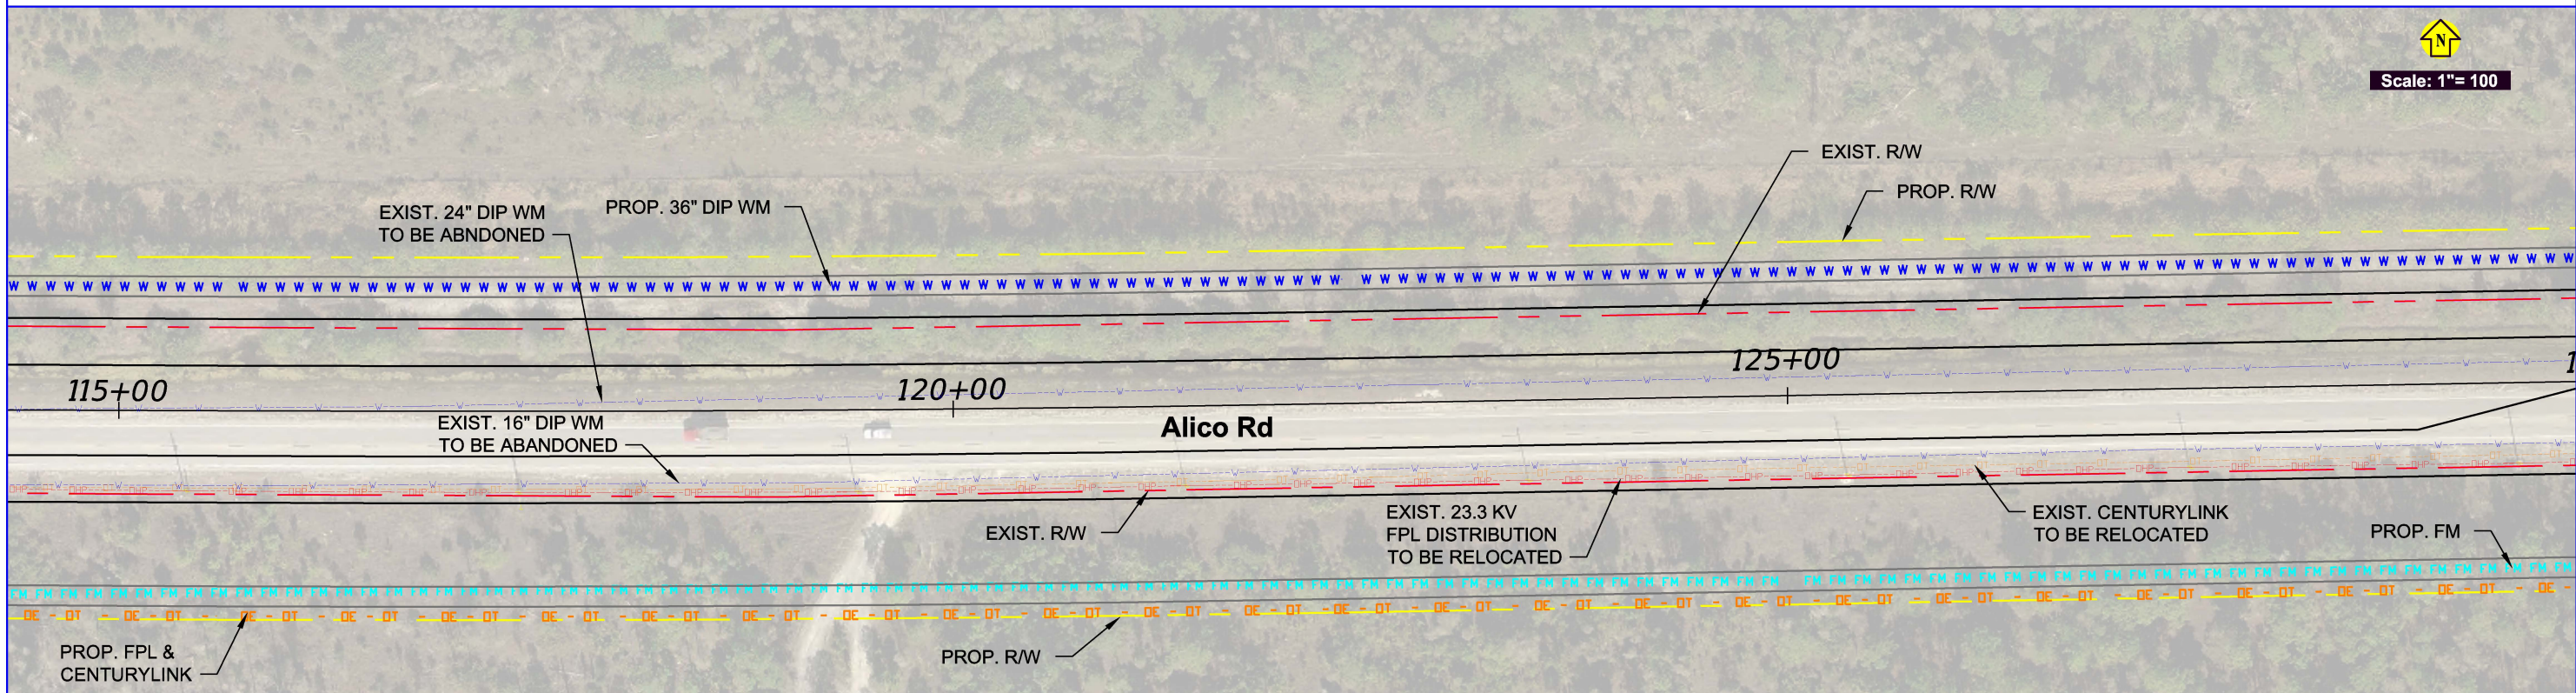 N
Scale: 1"= 100
EXIST. R/W
PROP. R/W
EXIST. 24" DIP WM
TO BE ABNDONED
PROP. 36" DIP WM
115+00
120+00
125+00
1
Alico Rd
EXIST. 16" DIP WM
TO BE ABANDONED
EXIST. R/W
EXIST. 23.3 KV
FPL DISTRIBUTION
TO BE RELOCATED
EXIST. CENTURYLINK
TO BE RELOCATED
PROP. FM
PROP. FPL &
CENTURYLINK
PROP. R/W